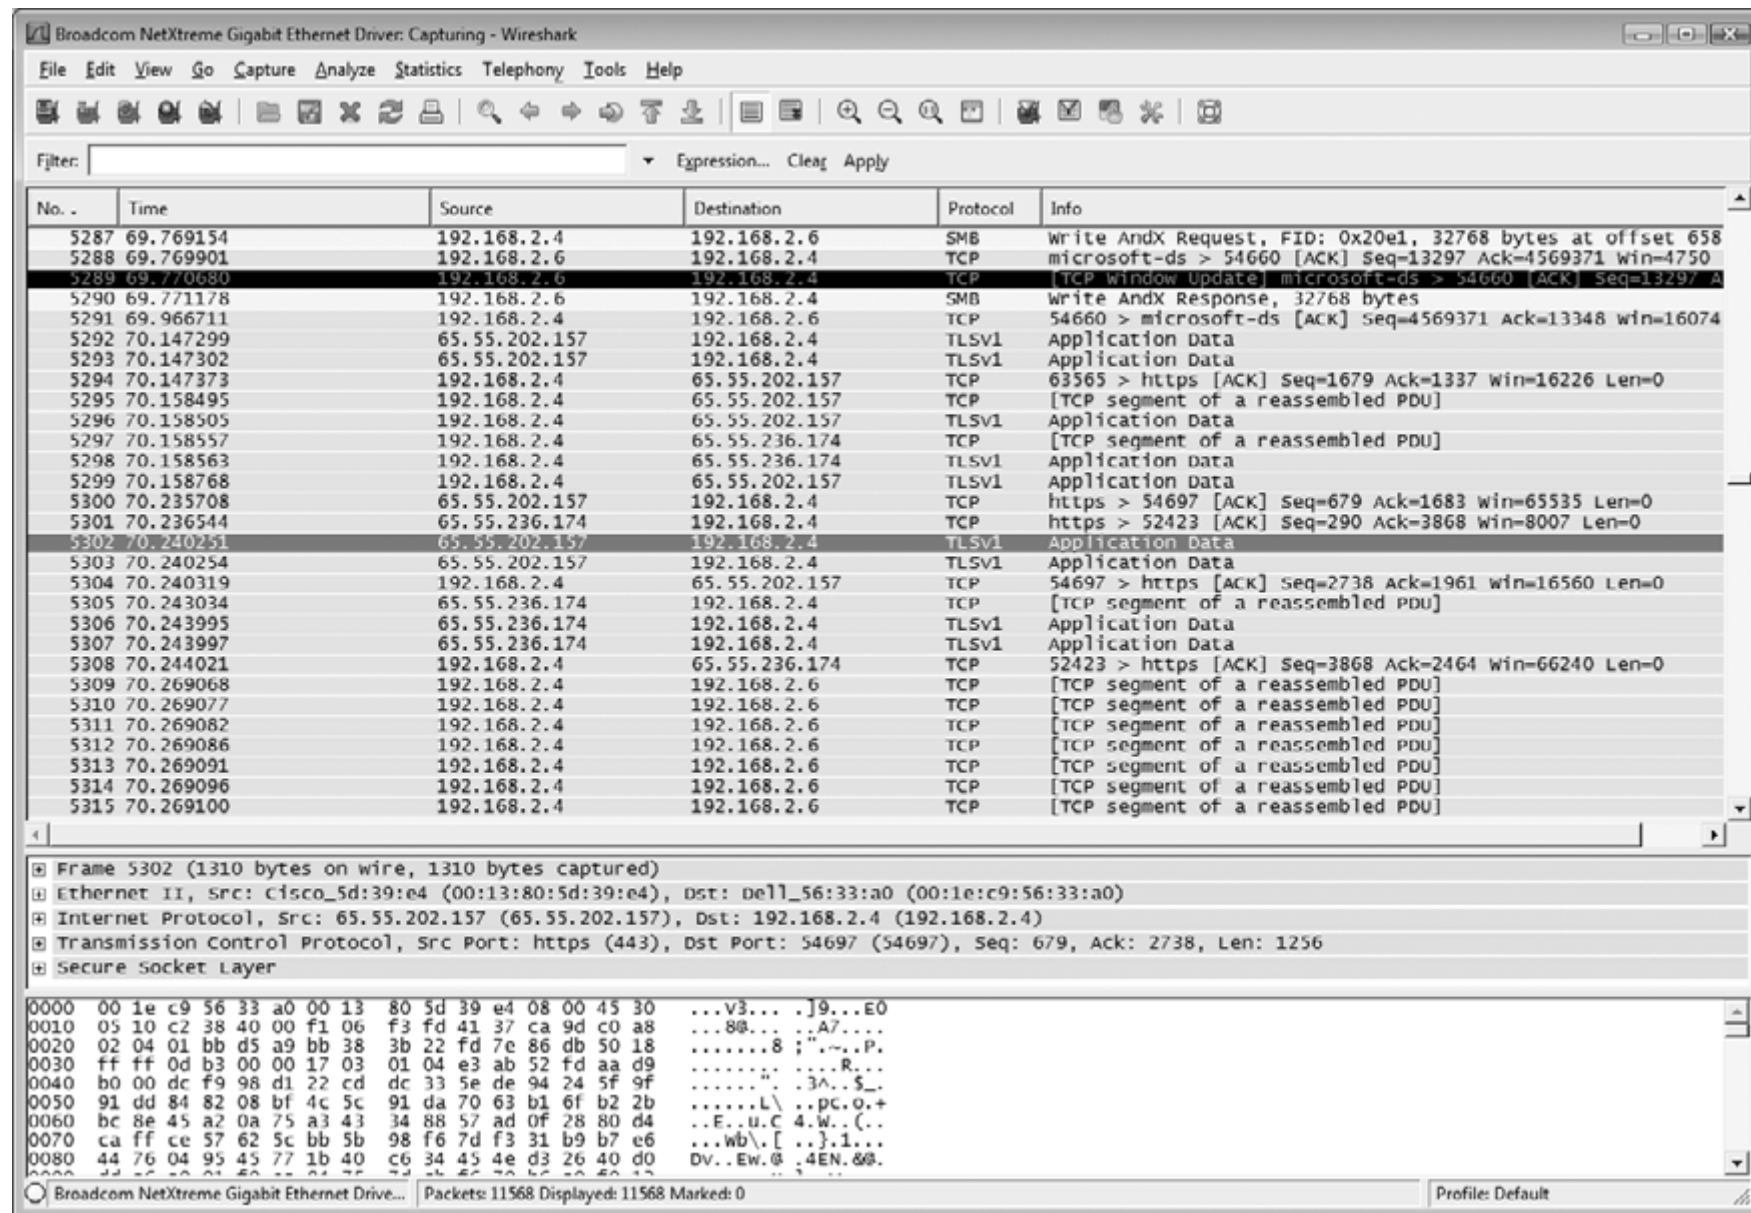 Broadcom NetXtreme Gigabit Ethernet Driver: Capturing - Wireshark
File Edit View Go Capture Analyze Statistics Telephony Tools Help
Filter: Expression... Clear Apply
No. . Time Source Destination Protocol Info
5287 69.769154 192.168.2.4 192.168.2.6 SMB Write AndX Request, FID: 0x20e1, 32768 bytes at offset 658
5288 69.769901 192.168.2.6 192.168.2.4 TCP microsoft-ds > 54660 [ACK] Seq=13297 Ack=4569371 Win=4750
5289 69.770680 192.168.2.6 192.168.2.4 TCP [TCP Window Update] microsoft-ds > 54660 [ACK] Seq=13297 A
5290 69.771178 192.168.2.6 192.168.2.4 SMB Write AndX Response, 32768 bytes
5291 69.966711 192.168.2.4 192.168.2.6 TCP 54660 > microsoft-ds [ACK] Seq=4569371 Ack=13348 Win=16074
5292 70.147299 65.55.202.157 192.168.2.4 TLSv1 Application Data
5293 70.147302 65.55.202.157 192.168.2.4 TLSv1 Application Data
5294 70.147373 192.168.2.4 65.55.202.157 TCP 63565 > https [ACK] Seq=1679 Ack=1337 Win=16226 Len=0
5295 70.158495 192.168.2.4 65.55.202.157 TCP [TCP segment of a reassembled PDU]
5296 70.158505 192.168.2.4 65.55.202.157 TLSv1 Application Data
5297 70.158557 192.168.2.4 65.55.236.174 TCP [TCP segment of a reassembled PDU]
5298 70.158563 192.168.2.4 65.55.236.174 TLSv1 Application Data
5299 70.158768 192.168.2.4 65.55.202.157 TLSv1 Application Data
5300 70.235708 65.55.202.157 192.168.2.4 TCP https > 54697 [ACK] Seq=679 Ack=1683 Win=65535 Len=0
5301 70.236544 65.55.236.174 192.168.2.4 TCP https > 52423 [ACK] Seq=290 Ack=3868 Win=8007 Len=0
5302 70.240251 65.55.202.157 192.168.2.4 TLSv1 Application Data
5303 70.240254 65.55.202.157 192.168.2.4 TLSv1 Application Data
5304 70.240319 192.168.2.4 65.55.202.157 TCP 54697 > https [ACK] Seq=2738 Ack=1961 Win=16560 Len=0
5305 70.243034 65.55.236.174 192.168.2.4 TCP [TCP segment of a reassembled PDU]
5306 70.243995 65.55.236.174 192.168.2.4 TLSv1 Application Data
5307 70.243997 65.55.236.174 192.168.2.4 TLSv1 Application Data
5308 70.244021 192.168.2.4 65.55.236.174 TCP 52423 > https [ACK] Seq=3868 Ack=2464 Win=66240 Len=0
5309 70.269068 192.168.2.4 192.168.2.6 TCP [TCP segment of a reassembled PDU]
5310 70.269077 192.168.2.4 192.168.2.6 TCP [TCP segment of a reassembled PDU]
5311 70.269082 192.168.2.4 192.168.2.6 TCP [TCP segment of a reassembled PDU]
5312 70.269086 192.168.2.4 192.168.2.6 TCP [TCP segment of a reassembled PDU]
5313 70.269091 192.168.2.4 192.168.2.6 TCP [TCP segment of a reassembled PDU]
5314 70.269096 192.168.2.4 192.168.2.6 TCP [TCP segment of a reassembled PDU]
5315 70.269100 192.168.2.4 192.168.2.6 TCP [TCP segment of a reassembled PDU]
Frame 5302 (1310 bytes on wire, 1310 bytes captured)
Ethernet II, Src: Cisco_5d:39:e4 (00:13:80:5d:39:e4), Dst: Dell_56:33:a0 (00:1e:c9:56:33:a0)
Internet Protocol, Src: 65.55.202.157 (65.55.202.157), Dst: 192.168.2.4 (192.168.2.4)
Transmission Control Protocol, Src Port: https (443), Dst Port: 54697 (54697), Seq: 679, Ack: 2738, Len: 1256
Secure Socket Layer
0000 00 1e c9 56 33 a0 00 13 80 5d 39 e4 08 00 45 30 ...V3... .]9...E0
0010 05 10 c2 38 40 00 f1 06 f3 fd 41 37 ca 9d c0 a8 ...8@... ..A7....
0020 02 04 01 bb d5 a9 bb 38 3b 22 fd 7e 86 db 50 18 .......8 ;".~..P.
0030 ff ff 0d b3 00 00 17 03 01 04 e3 ab 52 fd aa d9 ........ ....R...
0040 b0 00 dc f9 98 d1 22 cd dc 33 5e de 94 24 5f 9f ......". .3^..$_.
0050 91 dd 84 82 08 bf 4c 5c 91 da 70 63 b1 6f b2 2b ......L\ ..pc.o.+
0060 bc 8e 45 a2 0a 75 a3 43 34 88 57 ad 0f 28 80 d4 ..E..u.C 4.W..(..
0070 ca ff ce 57 62 5c bb 5b 98 f6 7d f3 31 b9 b7 e6 ...Wb\.[ ..}.1...
0080 44 76 04 95 45 77 1b 40 c6 34 45 4e d3 26 40 d0 Dv..Ew.@ .4EN.&@.
Broadcom NetXtreme Gigabit Ethernet Drive... Packets: 11568 Displayed: 11568 Marked: 0 Profile: Default